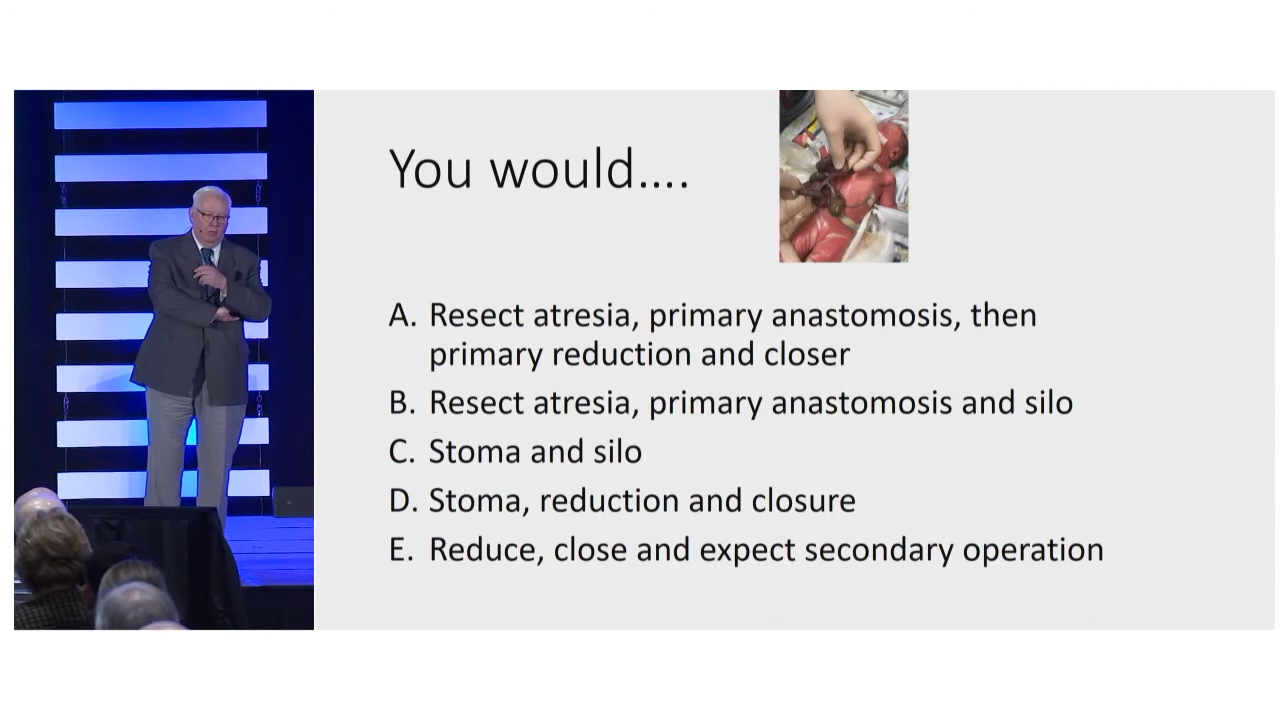 You would....
A. Resect atresia, primary anastomosis, then
primary reduction and closer
B. Resect atresia, primary anastomosis and silo
C. Stoma and silo
D. Stoma, reduction and closure
E. Reduce, close and expect secondary operation